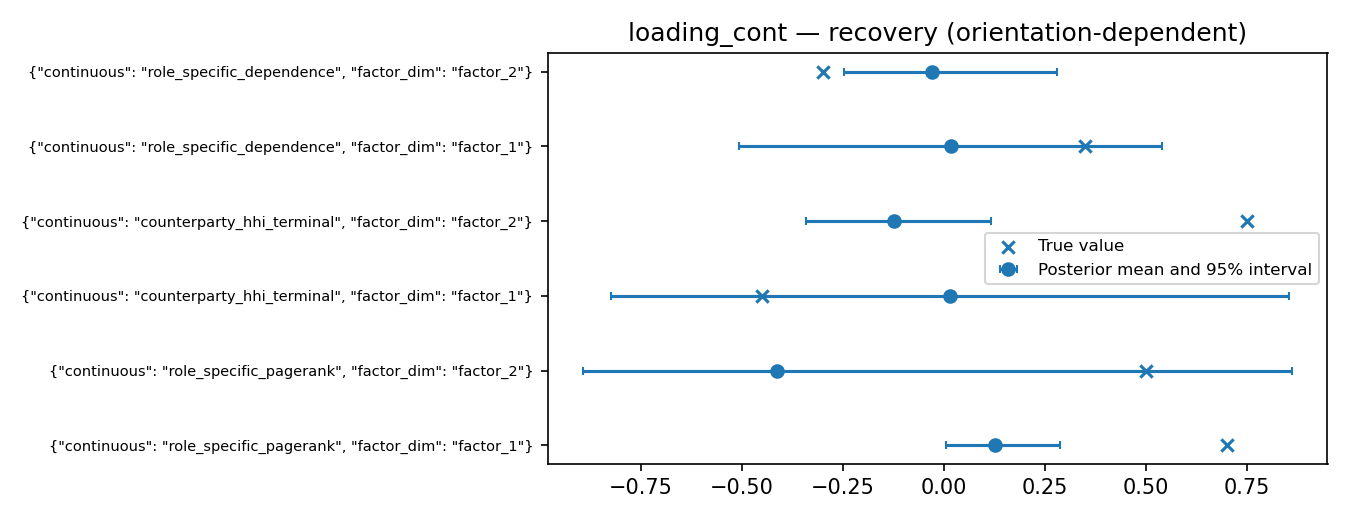 loading_cont — recovery (orientation-dependent)
{"continuous": "role_specific_dependence", "factor_dim": "factor_2"}
{"continuous": "role_specific_dependence", "factor_dim": "factor_1"}
{"continuous": "counterparty_hhi_terminal", "factor_dim": "factor_2"}
True value
Posterior mean and 95% interval
{"continuous": "counterparty_hhi_terminal", "factor_dim": "factor_1"}
{"continuous": "role_specific_pagerank", "factor_dim": "factor_2"}
{"continuous": "role_specific_pagerank", "factor_dim": "factor_1"}
−0.75 −0.50 −0.25 0.00 0.25 0.50 0.75